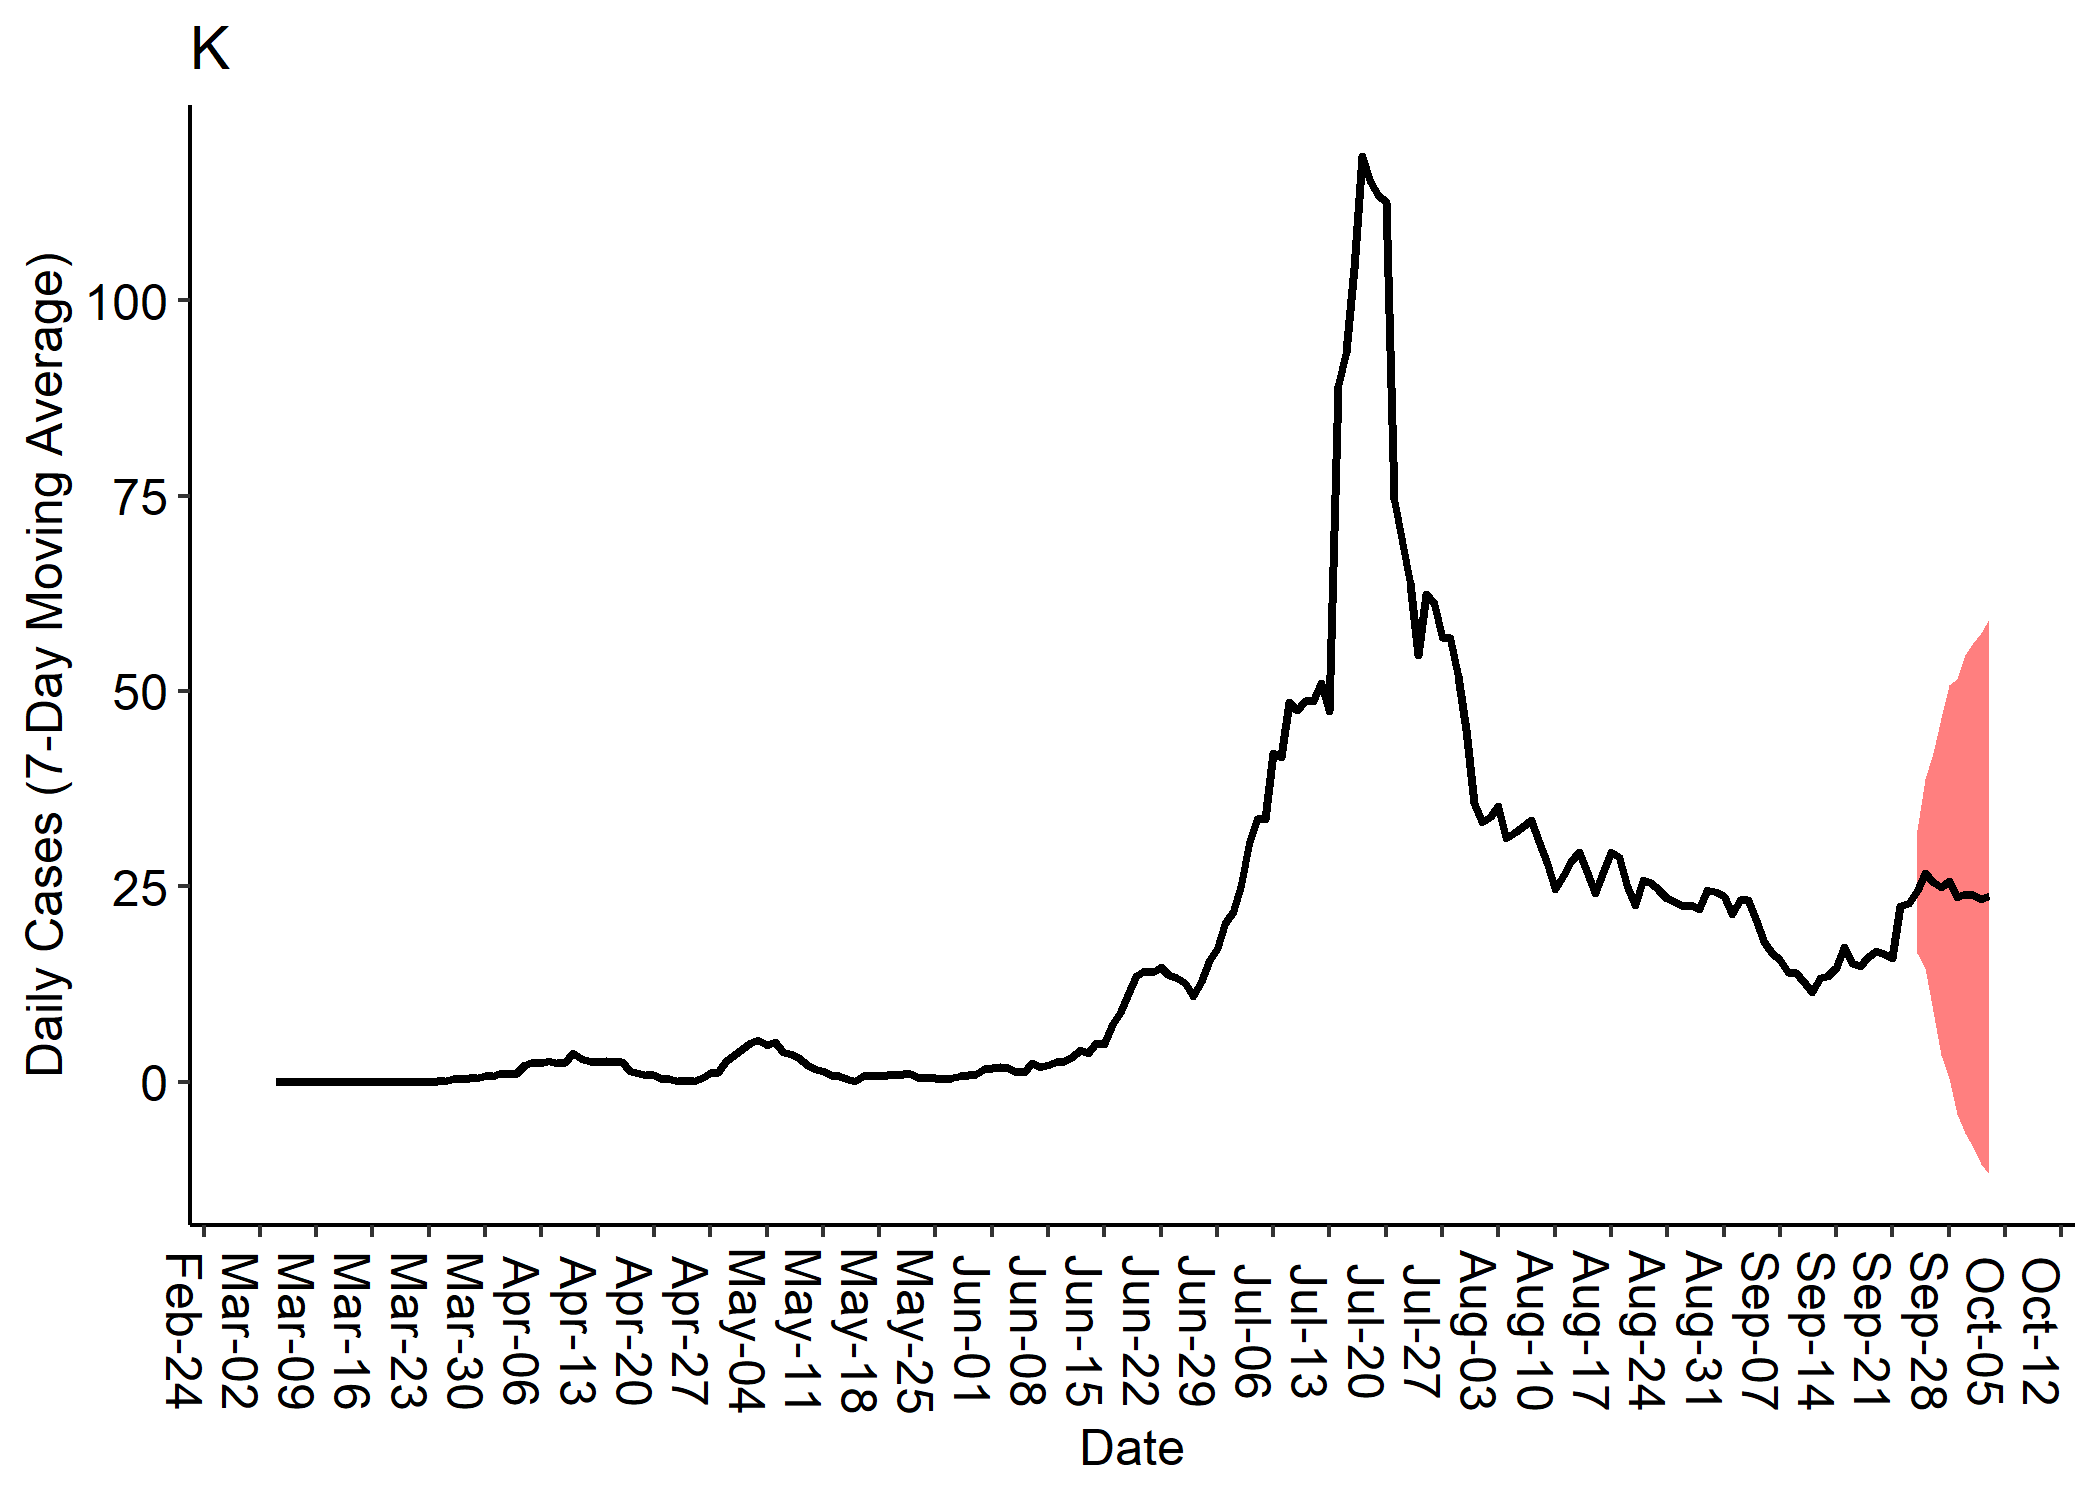 K
Daily Cases (7-Day Moving Average)
100
75
50
25
0
Feb-24
Mar-02
Mar-09
Mar-16
Mar-23
Mar-30
Apr-06
Apr-13
Apr-20
Apr-27
May-04
May-11
May-18
May-25
Jun-01
Jun-08
Jun-15
Jun-22
Jun-29
Jul-06
Jul-13
Jul-20
Jul-27
Aug-03
Aug-10
Aug-17
Aug-24
Aug-31
Sep-07
Sep-14
Sep-21
Sep-28
Oct-05
Oct-12
Date